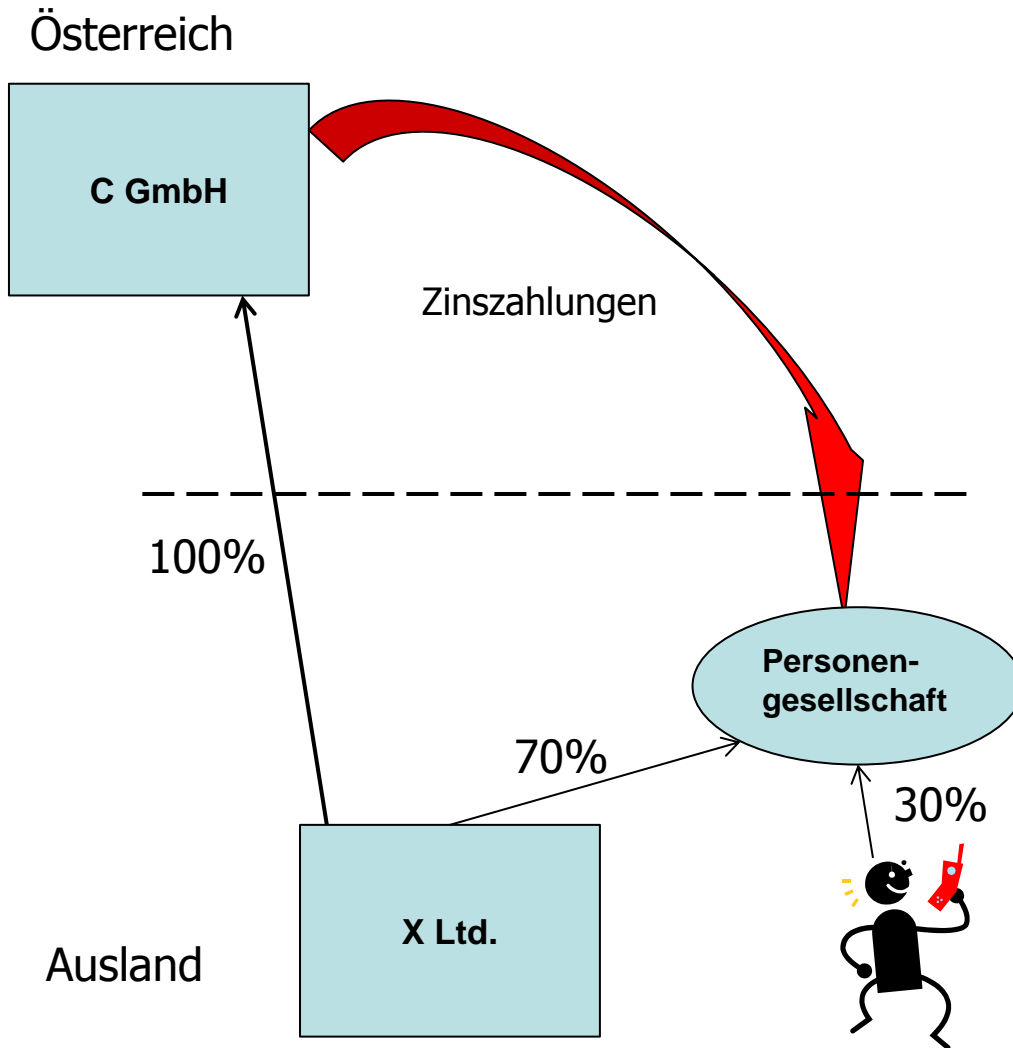 Österreich
C GmbH
Zinszahlungen
100%
Personen-
gesellschaft
70%
30%
X Ltd.
Ausland